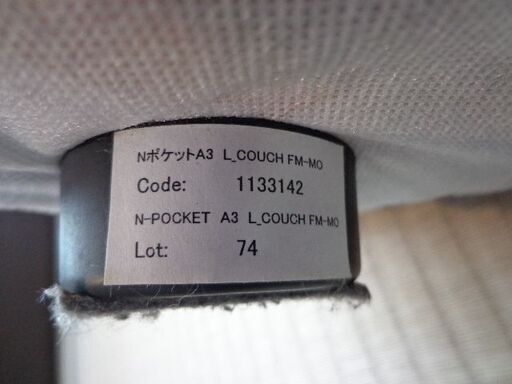 NポケットA3 L_COUCH FM-MO
Code: 1133142
N-POCKET A3 L_COUCH FM-MO
Lot: 74